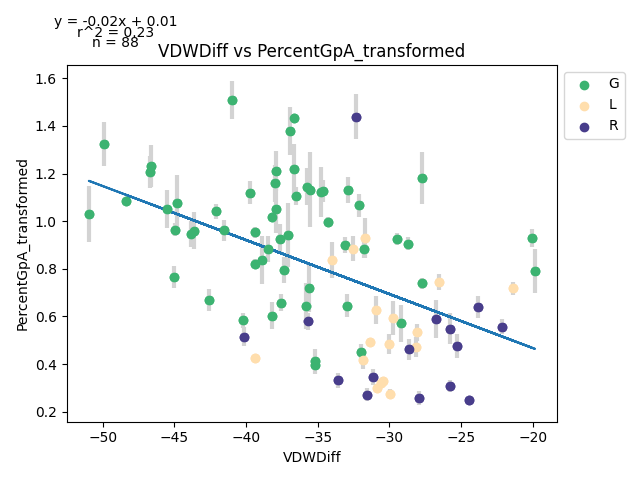 y = -0.02x + 0.01
r^2 = 0.23
n = 88
VDWDiff vs PercentGpA_transformed
1.6
1.4
1.2
1.0
0.8
0.6
0.4
0.2
PercentGpA_transformed
−50
−45
−40
−35
−30
−25
−20
VDWDiff
G
L
R